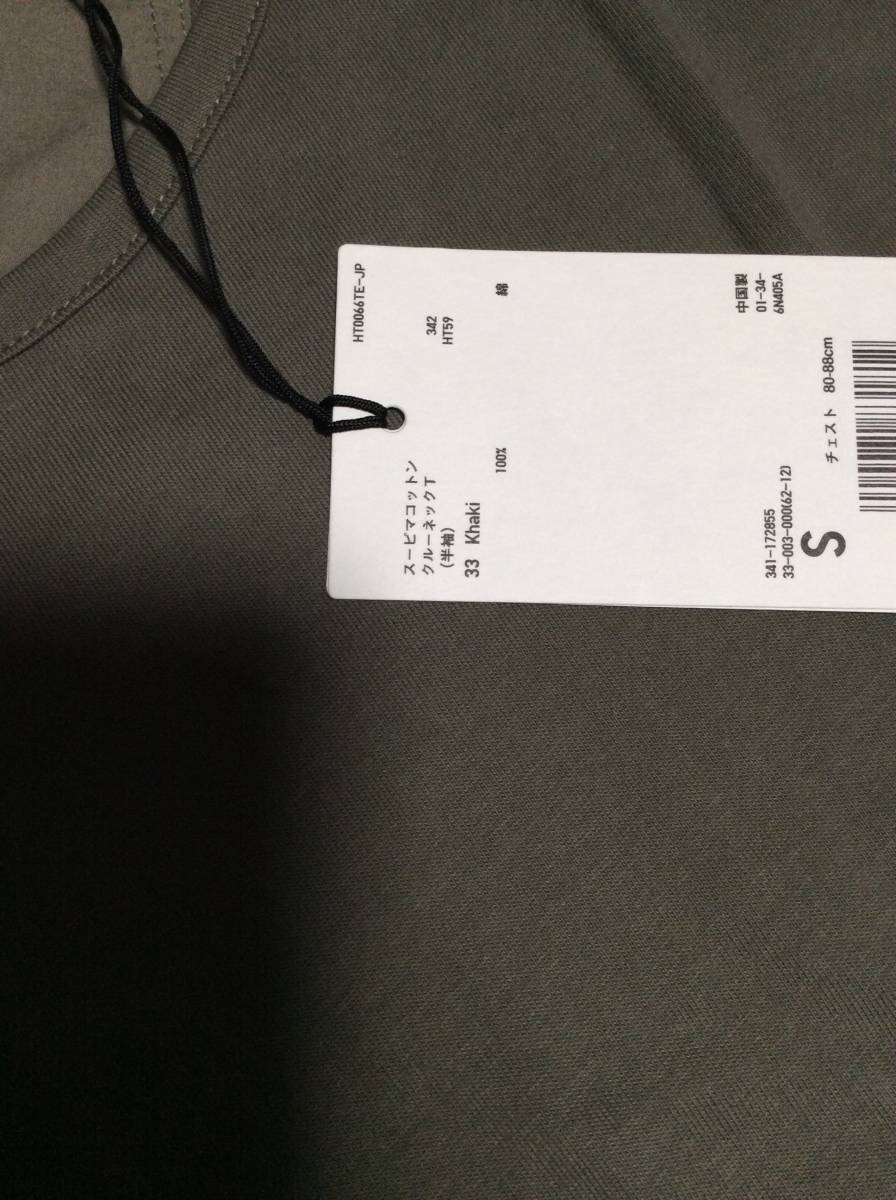 HT0066TE-JP
スーピマコットン
342
クルーネックT
HT59
(半袖)
33 Khaki
100% 綿
中国製
01-34-
341-172855
6N405A
33-003-000(62-12)
S
チェスト 80-88cm